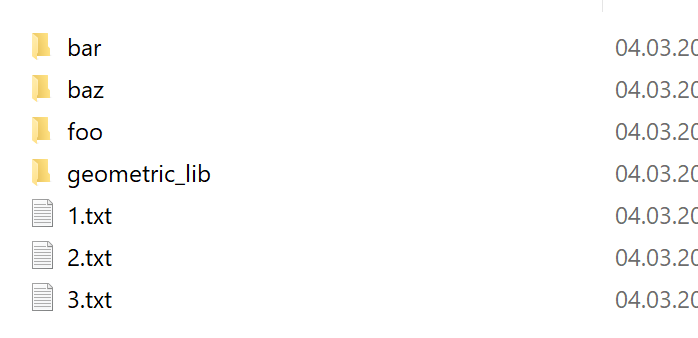 bar 04.03.20
baz 04.03.20
foo 04.03.20
geometric_lib 04.03.20
1.txt 04.03.20
2.txt 04.03.20
3.txt 04.03.20